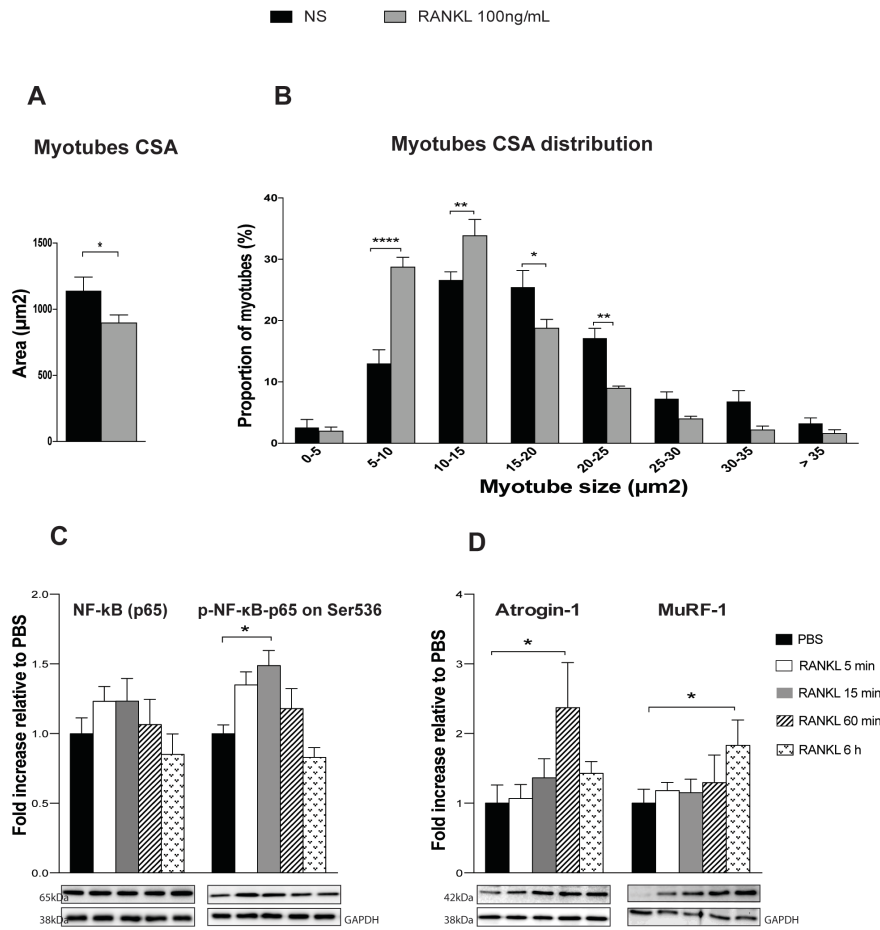 NS RANKL 100ng/mL
A
Myotubes CSA
Area (µm2)
1500
1000
500
0
*
B
Myotubes CSA distribution
Proportion of myotubes (%)
40
30
20
10
0
****
**
*
**
0-5 5-10 10-15 15-20 20-25 25-30 30-35 > 35
Myotube size (µm2)
C
Fold increase relative to PBS
2.0
1.5
1.0
0.5
0.0
NF-kB (p65) p-NF-κB-p65 on Ser536
*
65kDa
38kDa GAPDH
D
Fold increase relative to PBS
4
3
2
1
0
Atrogin-1 MuRF-1
*
*
PBS
RANKL 5 min
RANKL 15 min
RANKL 60 min
RANKL 6 h
42kDa
38kDa GAPDH